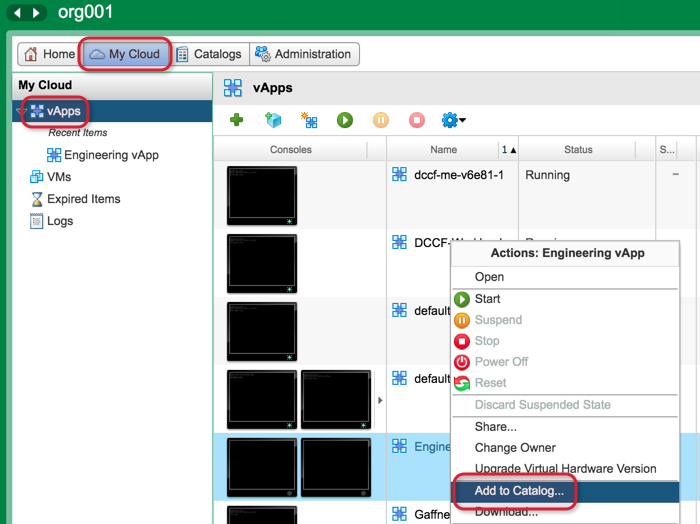 org001
Home My Cloud Catalogs Administration
My Cloud
vApps
Recent Items
Engineering vApp
VMs
Expired Items
Logs
vApps
Consoles Name 1▲ Status S...
dccf-me-v6e81-1 Running
DCCF-
default
default
Engine
Gaffne
Actions: Engineering vApp
Open
Start
Suspend
Stop
Power Off
Reset
Discard Suspended State
Share...
Change Owner
Upgrade Virtual Hardware Version
Add to Catalog...
Download...